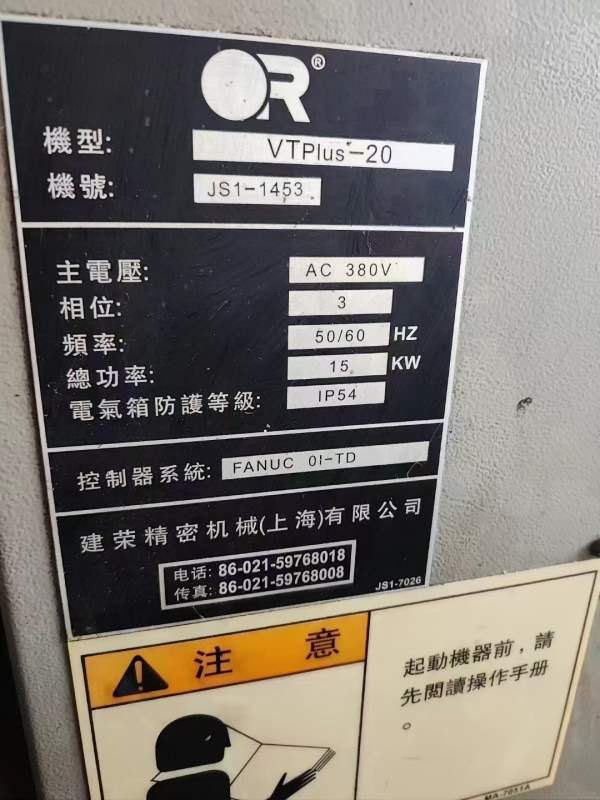 OR®
機型: VTPlus-20
機號: JS1-1453
主電壓: AC 380V
相位: 3
頻率: 50/60 HZ
總功率: 15 KW
電氣箱防護等級: IP54
控制器系統: FANUC 0I-TD
建荣精密机械(上海)有限公司
电话: 86-021-59768018
传真: 86-021-59768008
JS1-7026
注 意
起動機器前，請
先閱讀操作手册
。
MA-7051A